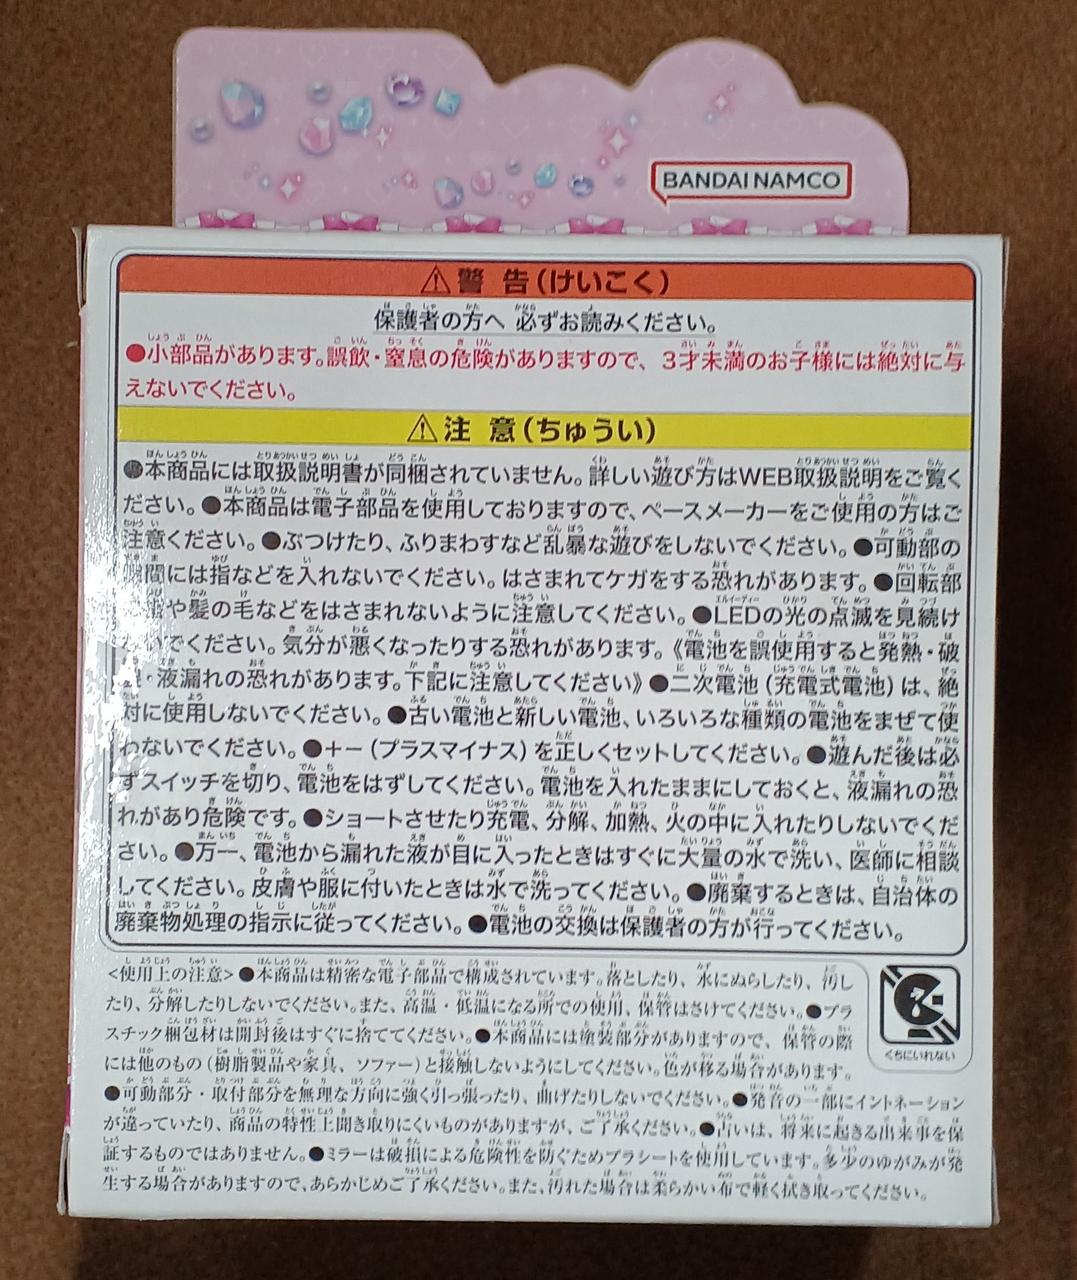 BANDAI NAMCO
⚠警 告(けいこく)
保護者の方へ 必ずお読みください。
●小部品があります。誤飲・窒息の危険がありますので、3才未満のお子様には絶対に与
えないでください。
⚠注 意(ちゅうい)
●本商品には取扱説明書が同梱されていません。詳しい遊び方はWEB取扱説明をご覧く
ださい。●本商品は電子部品を使用しておりますので、ペースメーカーをご使用の方はご
注意ください。●ぶつけたり、ふりまわすなど乱暴な遊びをしないでください。●可動部の
隙間には指などを入れないでください。はさまれてケガをする恐れがあります。●回転部
や髪の毛などをはさまれないように注意してください。●LEDの光の点滅を見続け
ないでください。気分が悪くなったりする恐れがあります。《電池を誤使用すると発熱・破
・液漏れの恐れがあります。下記に注意してください》●二次電池(充電式電池)は、絶
対に使用しないでください。●古い電池と新しい電池、いろいろな種類の電池をまぜて使
わないでください。●+-(プラスマイナス)を正しくセットしてください。●遊んだ後は必
ずスイッチを切り、電池をはずしてください。電池を入れたままにしておくと、液漏れの恐
れがあり危険です。●ショートさせたり充電、分解、加熱、火の中に入れたりしないでくだ
さい。●万一、電池から漏れた液が目に入ったときはすぐに大量の水で洗い、医師に相談
してください。皮膚や服に付いたときは水で洗ってください。●廃棄するときは、自治体の
廃棄物処理の指示に従ってください。●電池の交換は保護者の方が行ってください。
<使用上の注意>●本商品は精密な電子部品で構成されています。落としたり、水にぬらしたり、汚し
たり、分解したりしないでください。また、高温・低温になる所での使用、保管はさけてください。●プラ
スチック梱包材は開封後はすぐに捨ててください。●本商品には塗装部分がありますので、保管の際
には他のもの(樹脂製品や家具、ソファー)と接触しないようにしてください。色が移る場合があります。
●可動部分・取付部分を無理な方向に強く引っ張ったり、曲げたりしないでください。●発音の一部にイントネーション
が違っていたり、商品の特性上聞き取りにくいものがありますが、ご了承ください。●占いは、将来に起きる出来事を保
証するものではありません。●ミラーは破損による危険性を防ぐためプラシートを使用しています。多少のゆがみが発
生する場合がありますので、あらかじめご了承ください。また、汚れた場合は柔らかい布で軽く拭き取ってください。
くちにいれない